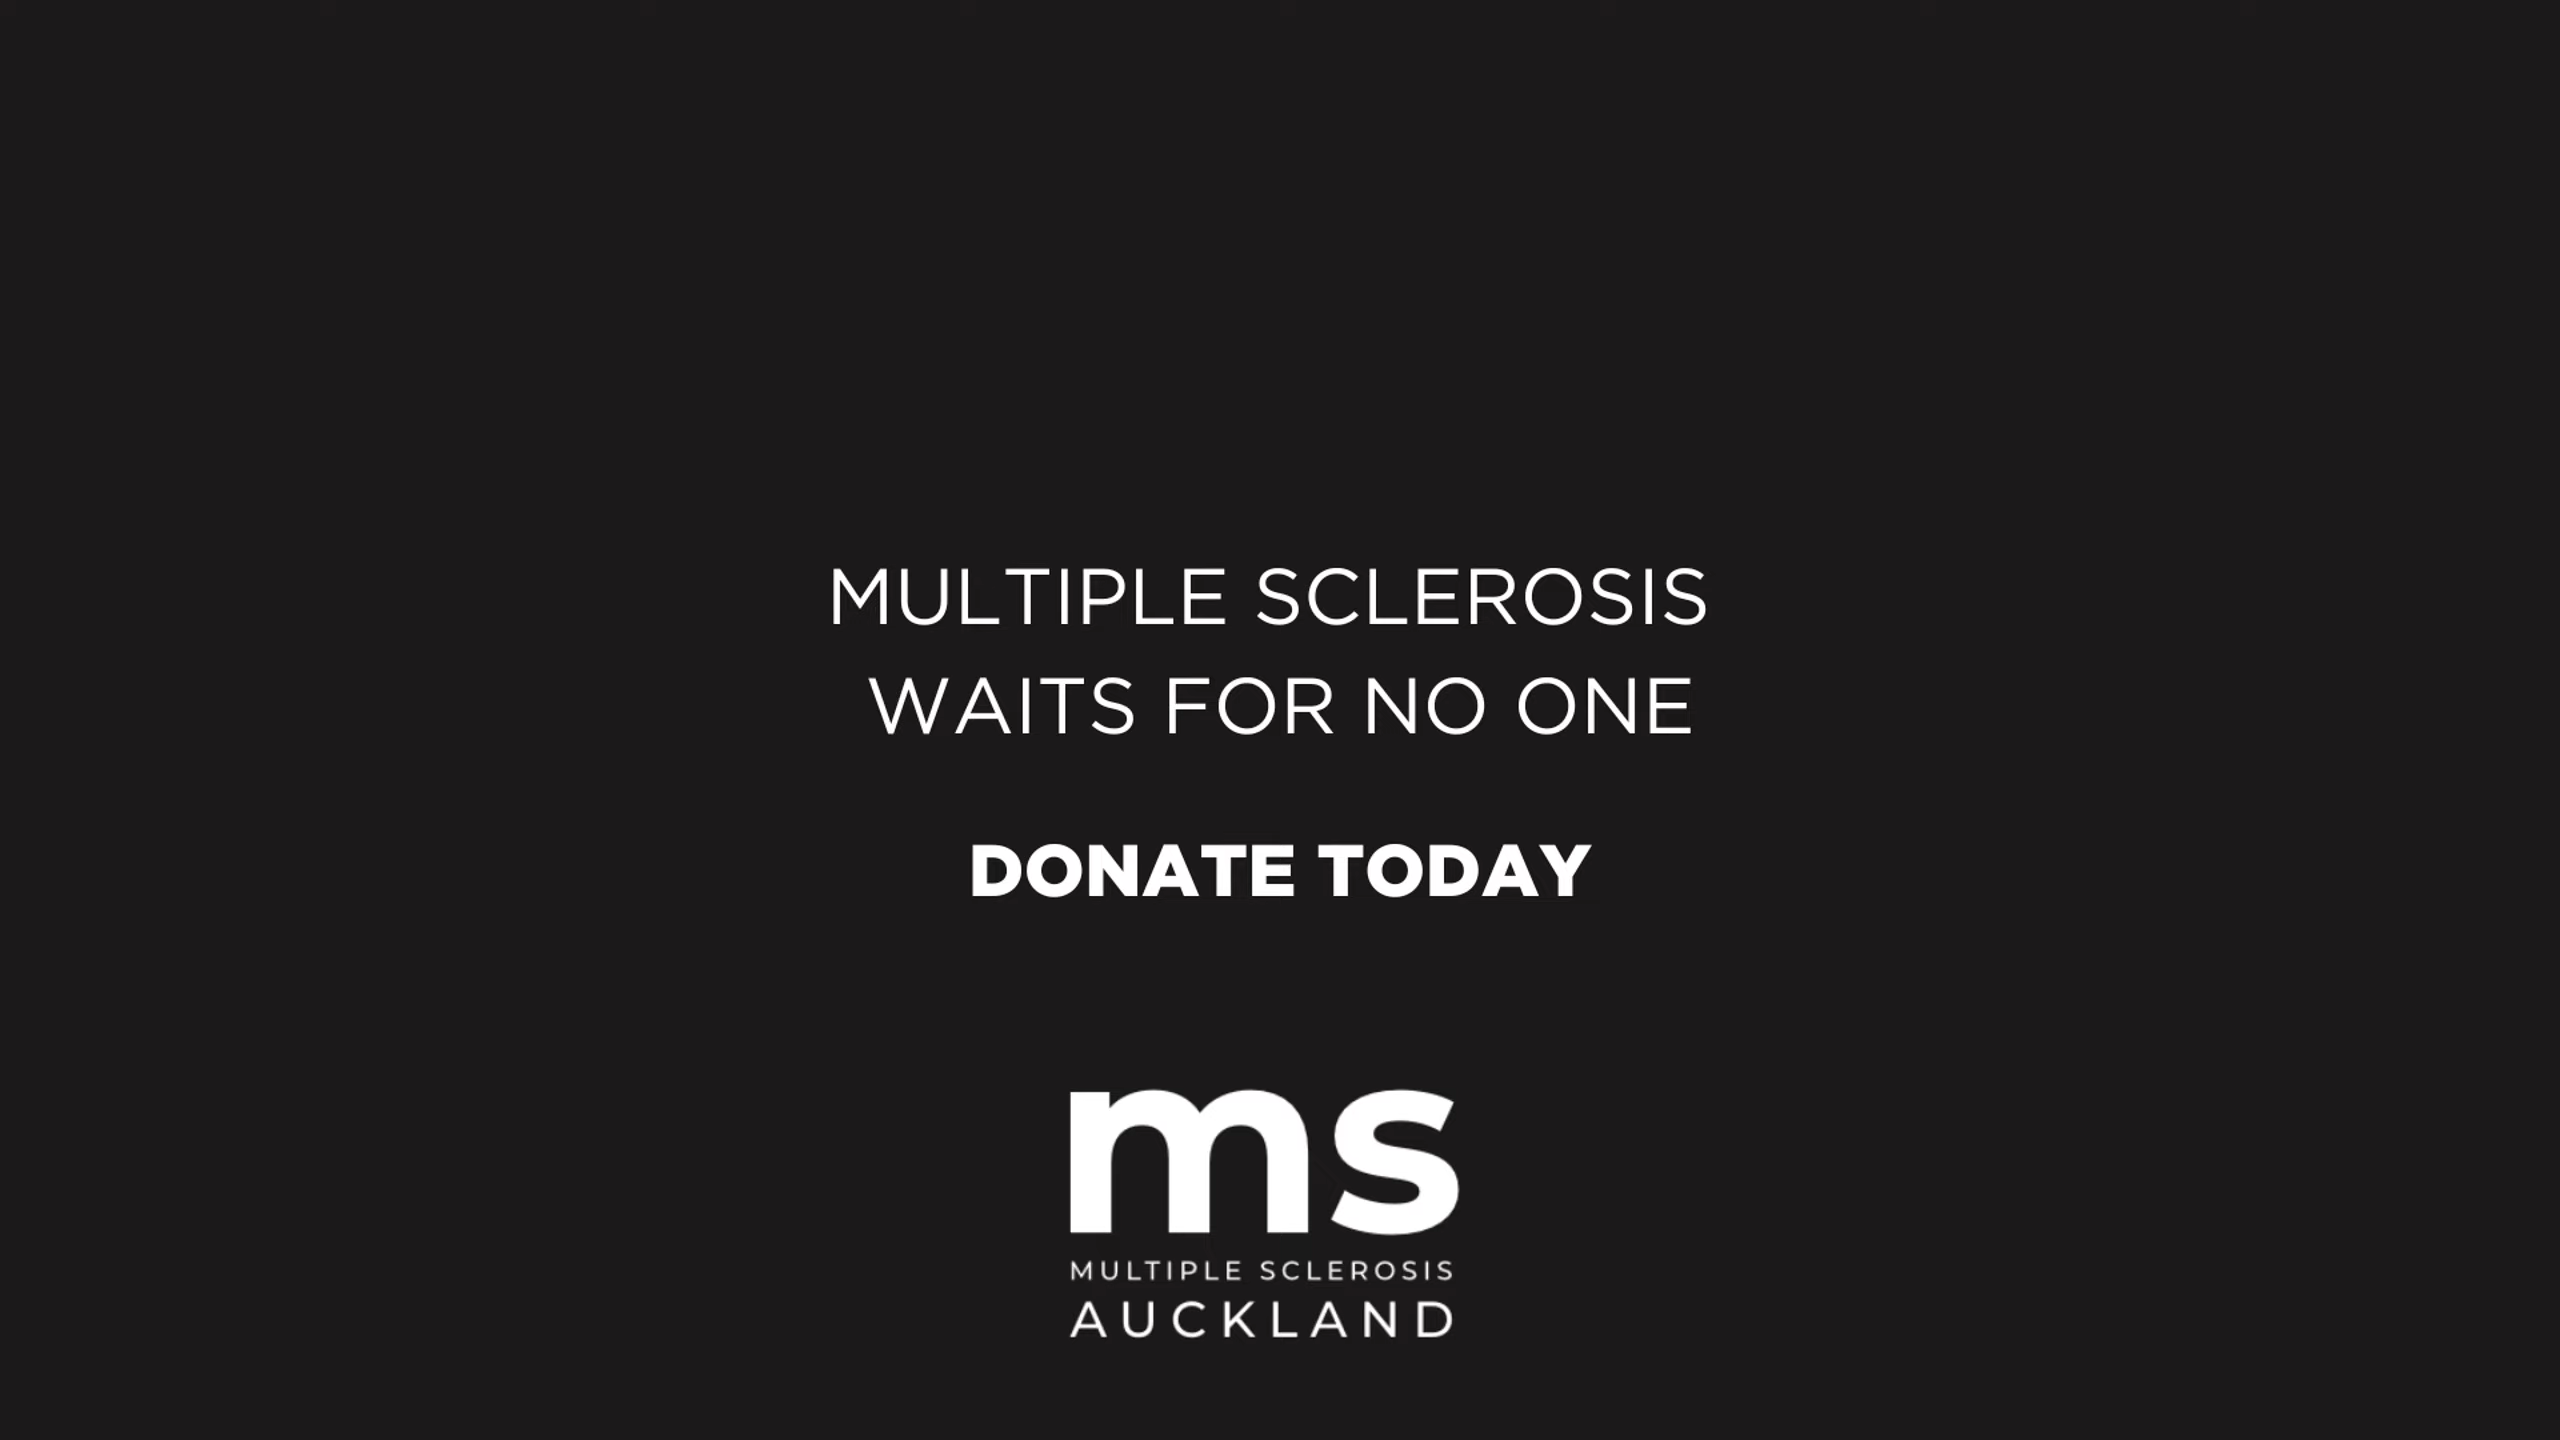 MULTIPLE SCLEROSIS
WAITS FOR NO ONE
DONATE TODAY
ms
MULTIPLE SCLEROSIS
AUCKLAND